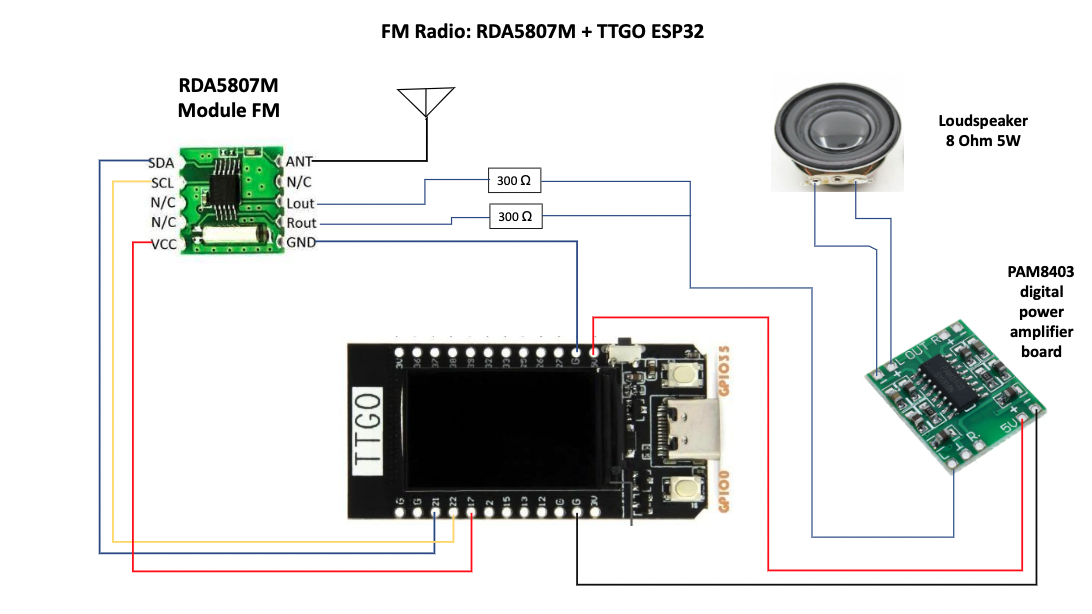 FM Radio: RDA5807M + TTGO ESP32
RDA5807M
Module FM
Loudspeaker
8 Ohm 5W
SDA
SCL
N/C
N/C
VCC
ANT
N/C
Lout
Rout
GND
300 Ω
300 Ω
PAM8403
digital
power
amplifier
board
L OUT R
5V
L
R
TTGO
3V
G
5V
GPIO35
GPIO0
G
G
21
22
17
2
15
13
12
G
G
3V